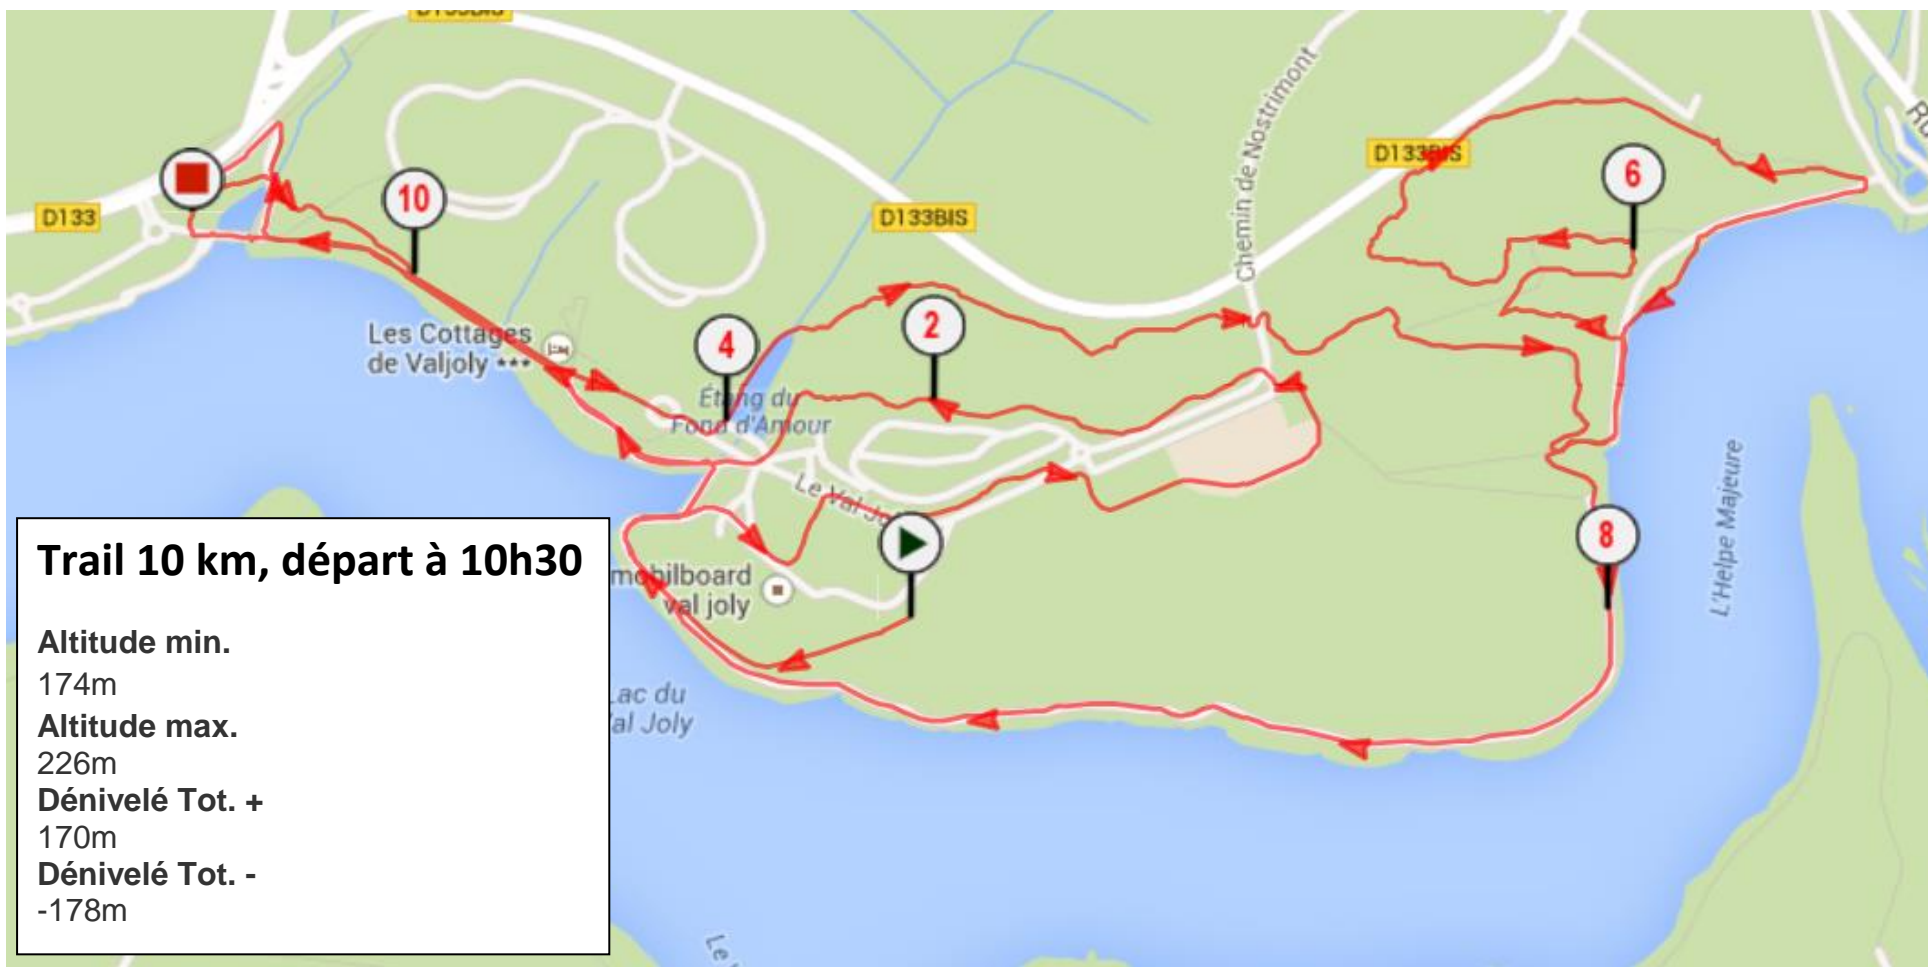 D133BIS
D133
10
Les Cottages
de Valjoly ***
4
Étang du
Fond d'Amour
2
D133BIS
Chemin de Nostrimont
D133BIS
6
Le Val Jo
mobilboard
val joly
8
L'Helpe Majeure
Lac du
al Joly
Trail 10 km, départ à 10h30
Altitude min.
174m
Altitude max.
226m
Dénivelé Tot. +
170m
Dénivelé Tot. -
-178m